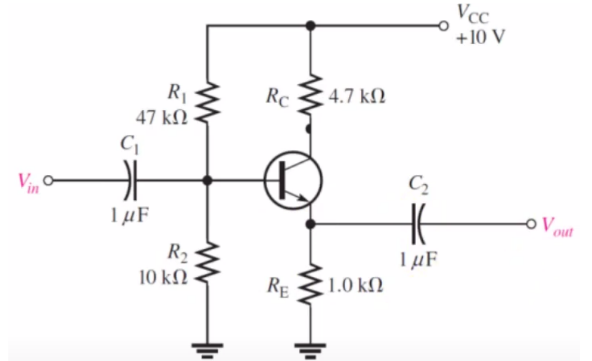 V_CC
+10 V
R_1
47 kΩ
R_C
4.7 kΩ
C_1
V_in
1 μF
C_2
V_out
1 μF
R_2
10 kΩ
R_E
1.0 kΩ